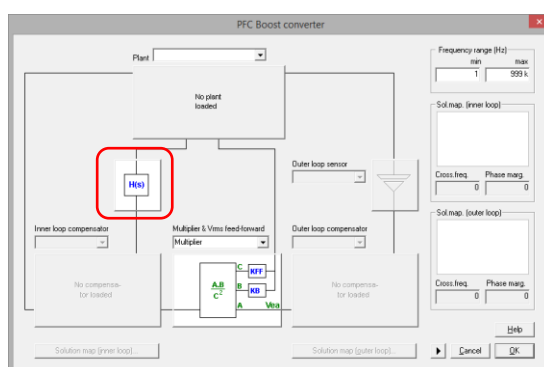 PFC Boost converter
x
Plant
No plant
loaded
Frequency range (Hz)
min max
1 999 k
Sol.map. (inner loop)
H(s)
Outer loop sensor
Cross.freq. Phase marg.
0 0
Sol.map. (outer loop)
Inner loop compensator
Multiplier & Vrms feed-forward
Multiplier
Outer loop compensator
No compensa-
tor loaded
A.B
C²
C
KFF
B
KB
A
Vea
No compensa-
tor loaded
Cross.freq. Phase marg.
0 0
Help
Solution map (inner loop)...
Solution map (outer loop)...
Cancel
OK